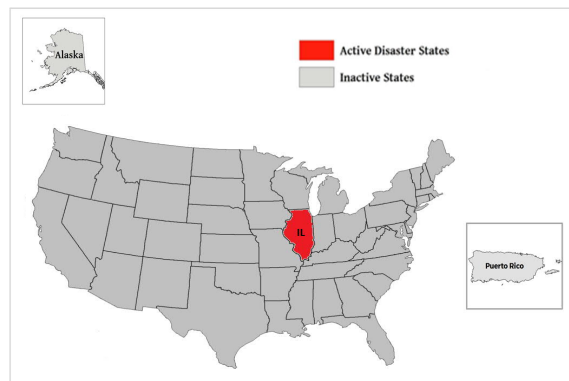 Alaska
Active Disaster States
Inactive States
IL
Puerto Rico